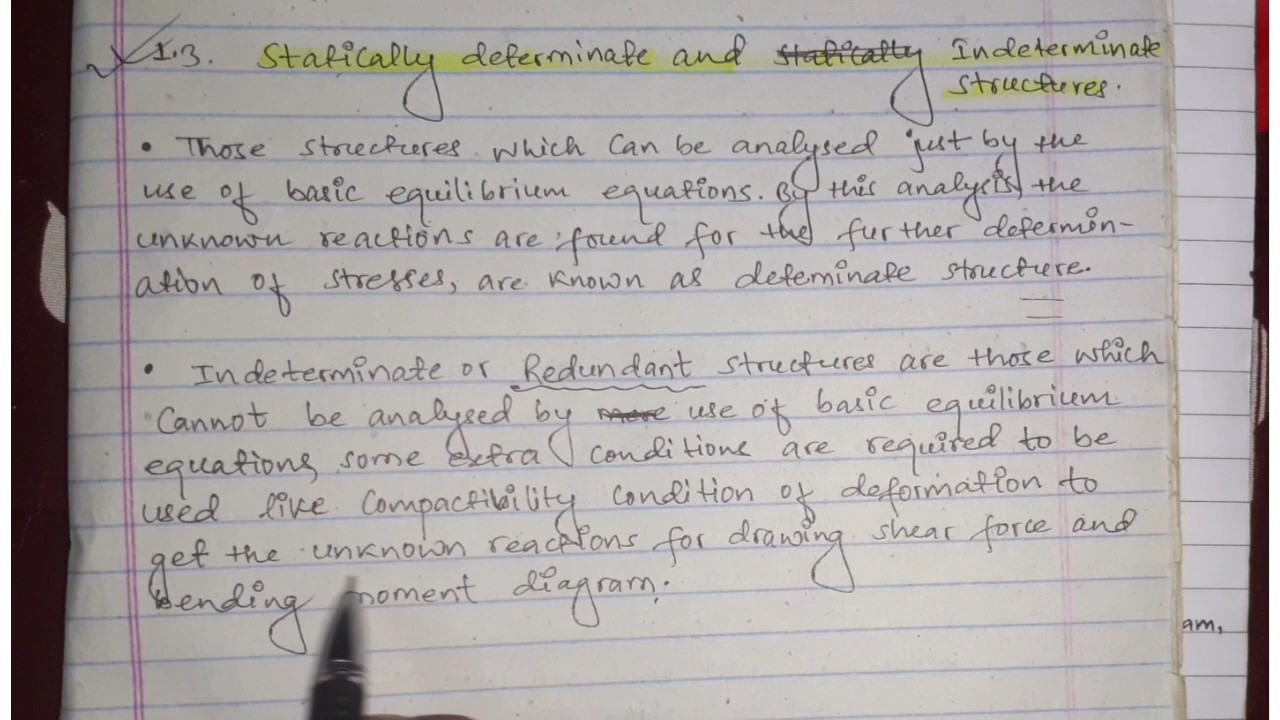 1.3. Statically determinate and statically Indeterminate
structures.
• Those structures which can be analysed just by the
use of basic equilibrium equations. By this analysis, the
unknown reactions are found for the further determin-
ation of stresses, are known as deteminate structure.
• Indeterminate or Redundant structures are those which
Cannot be analysed by mere use of basic equilibrium
equations, some extra conditions are required to be
used like Compactibility condition of deformation to
get the unknown reactions for drawing shear force and
bending moment diagram.
am,